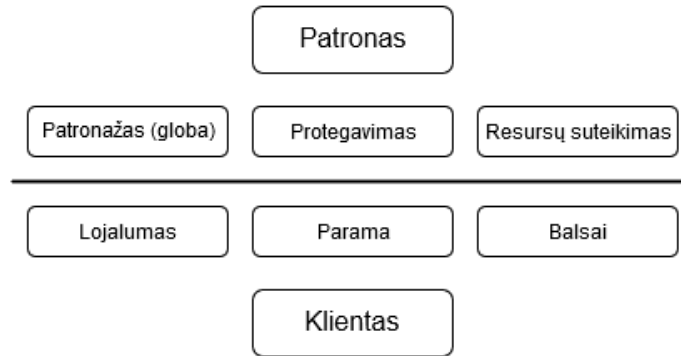 Patronas
Patronažas (globa)
Protegavimas
Resursų suteikimas
Lojalumas
Parama
Balsai
Klientas